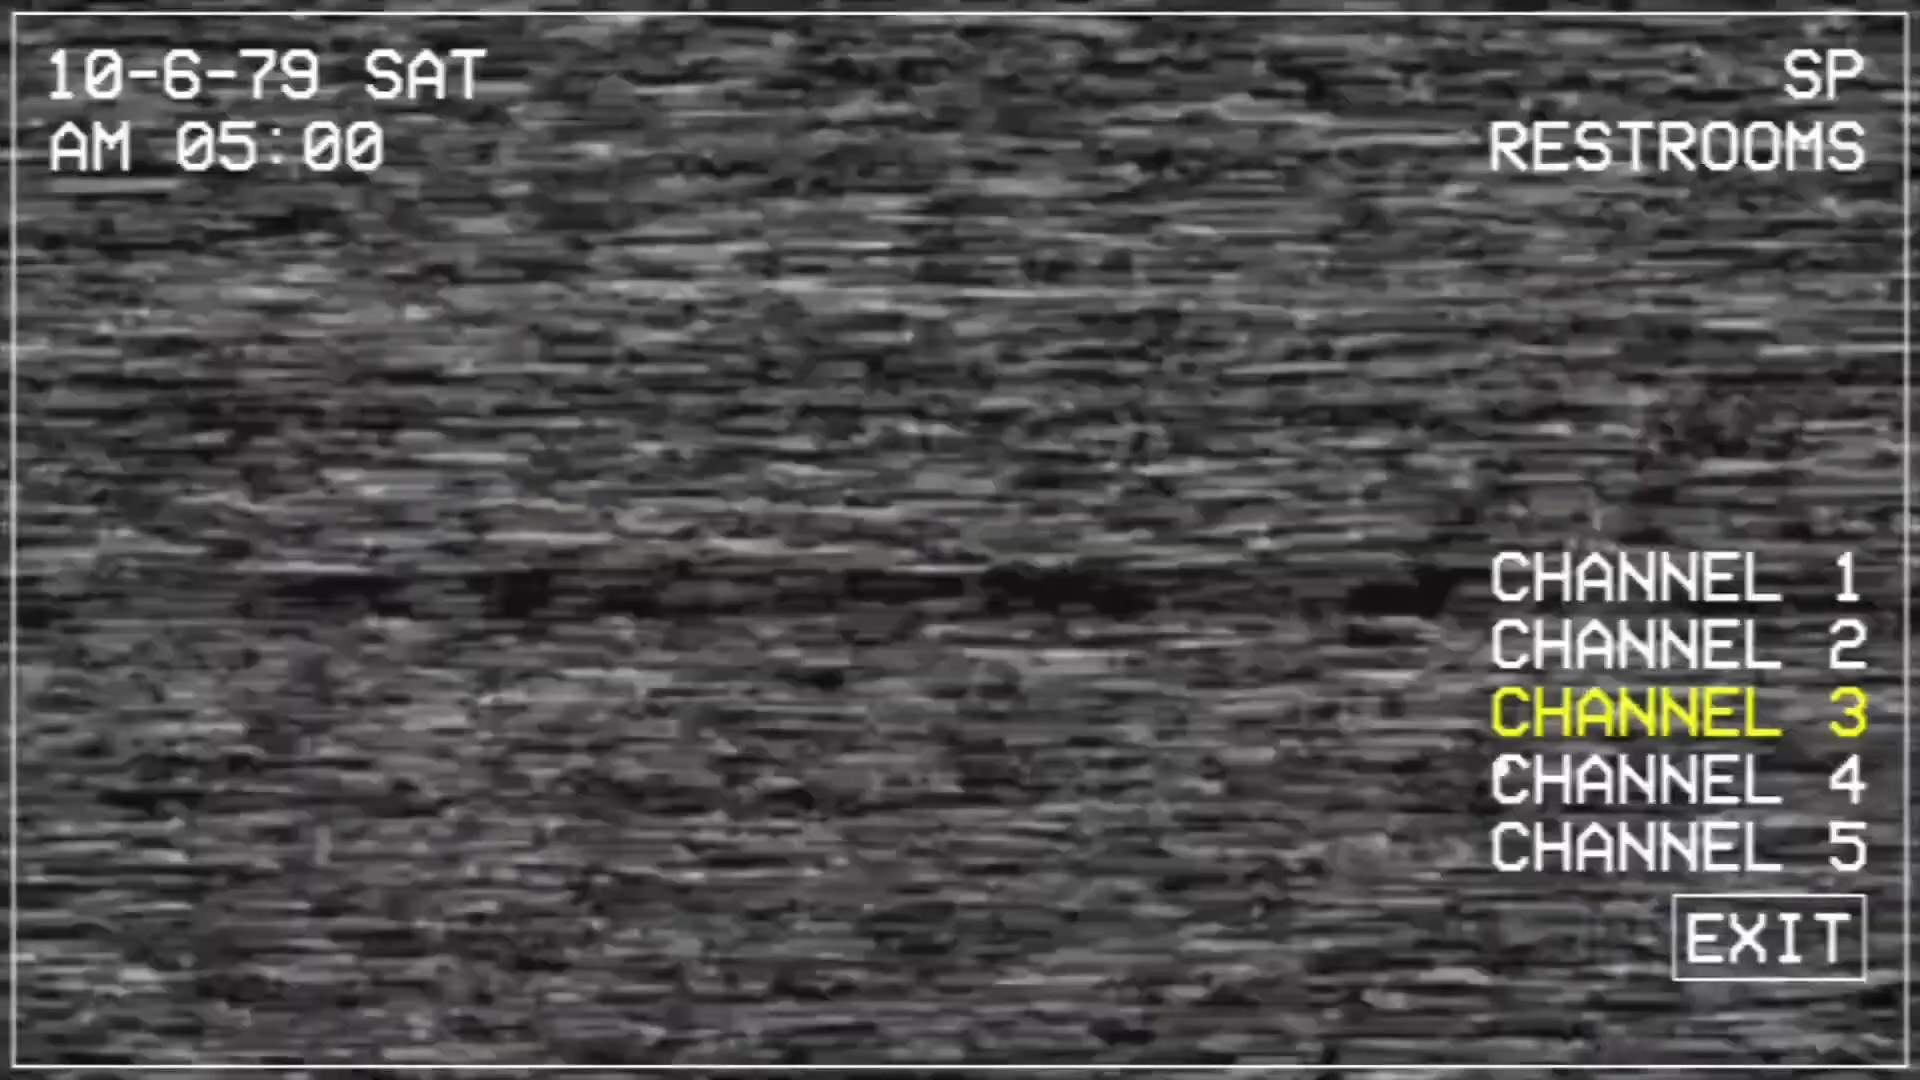 10-6-79 SAT
AM 05:00
SP
RESTROOMS
CHANNEL 1
CHANNEL 2
CHANNEL 3
CHANNEL 4
CHANNEL 5
EXIT